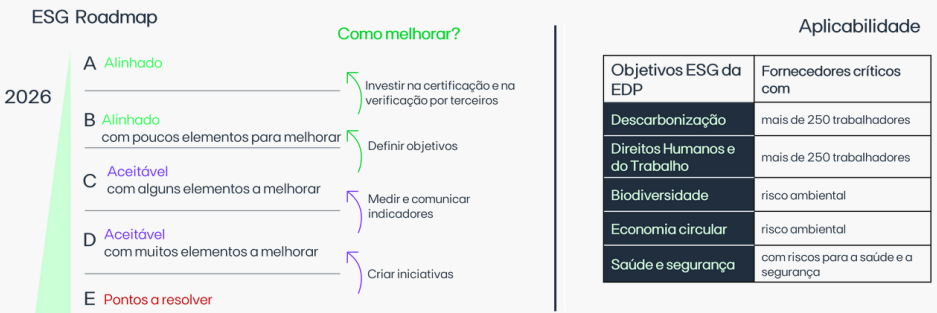 ESG Roadmap
Como melhorar?
2026
A Alinhado
Investir na certificação e na
verificação por terceiros
B Alinhado
com poucos elementos para melhorar
Definir objetivos
C Aceitável
com alguns elementos a melhorar
Medir e comunicar
indicadores
D Aceitável
com muitos elementos a melhorar
Criar iniciativas
E Pontos a resolver
Aplicabilidade
Objetivos ESG da
EDP
Fornecedores críticos
com
Descarbonização
mais de 250 trabalhadores
Direitos Humanos e
do Trabalho
mais de 250 trabalhadores
Biodiversidade
risco ambiental
Economia circular
risco ambiental
Saúde e segurança
com riscos para a saúde e a
segurança